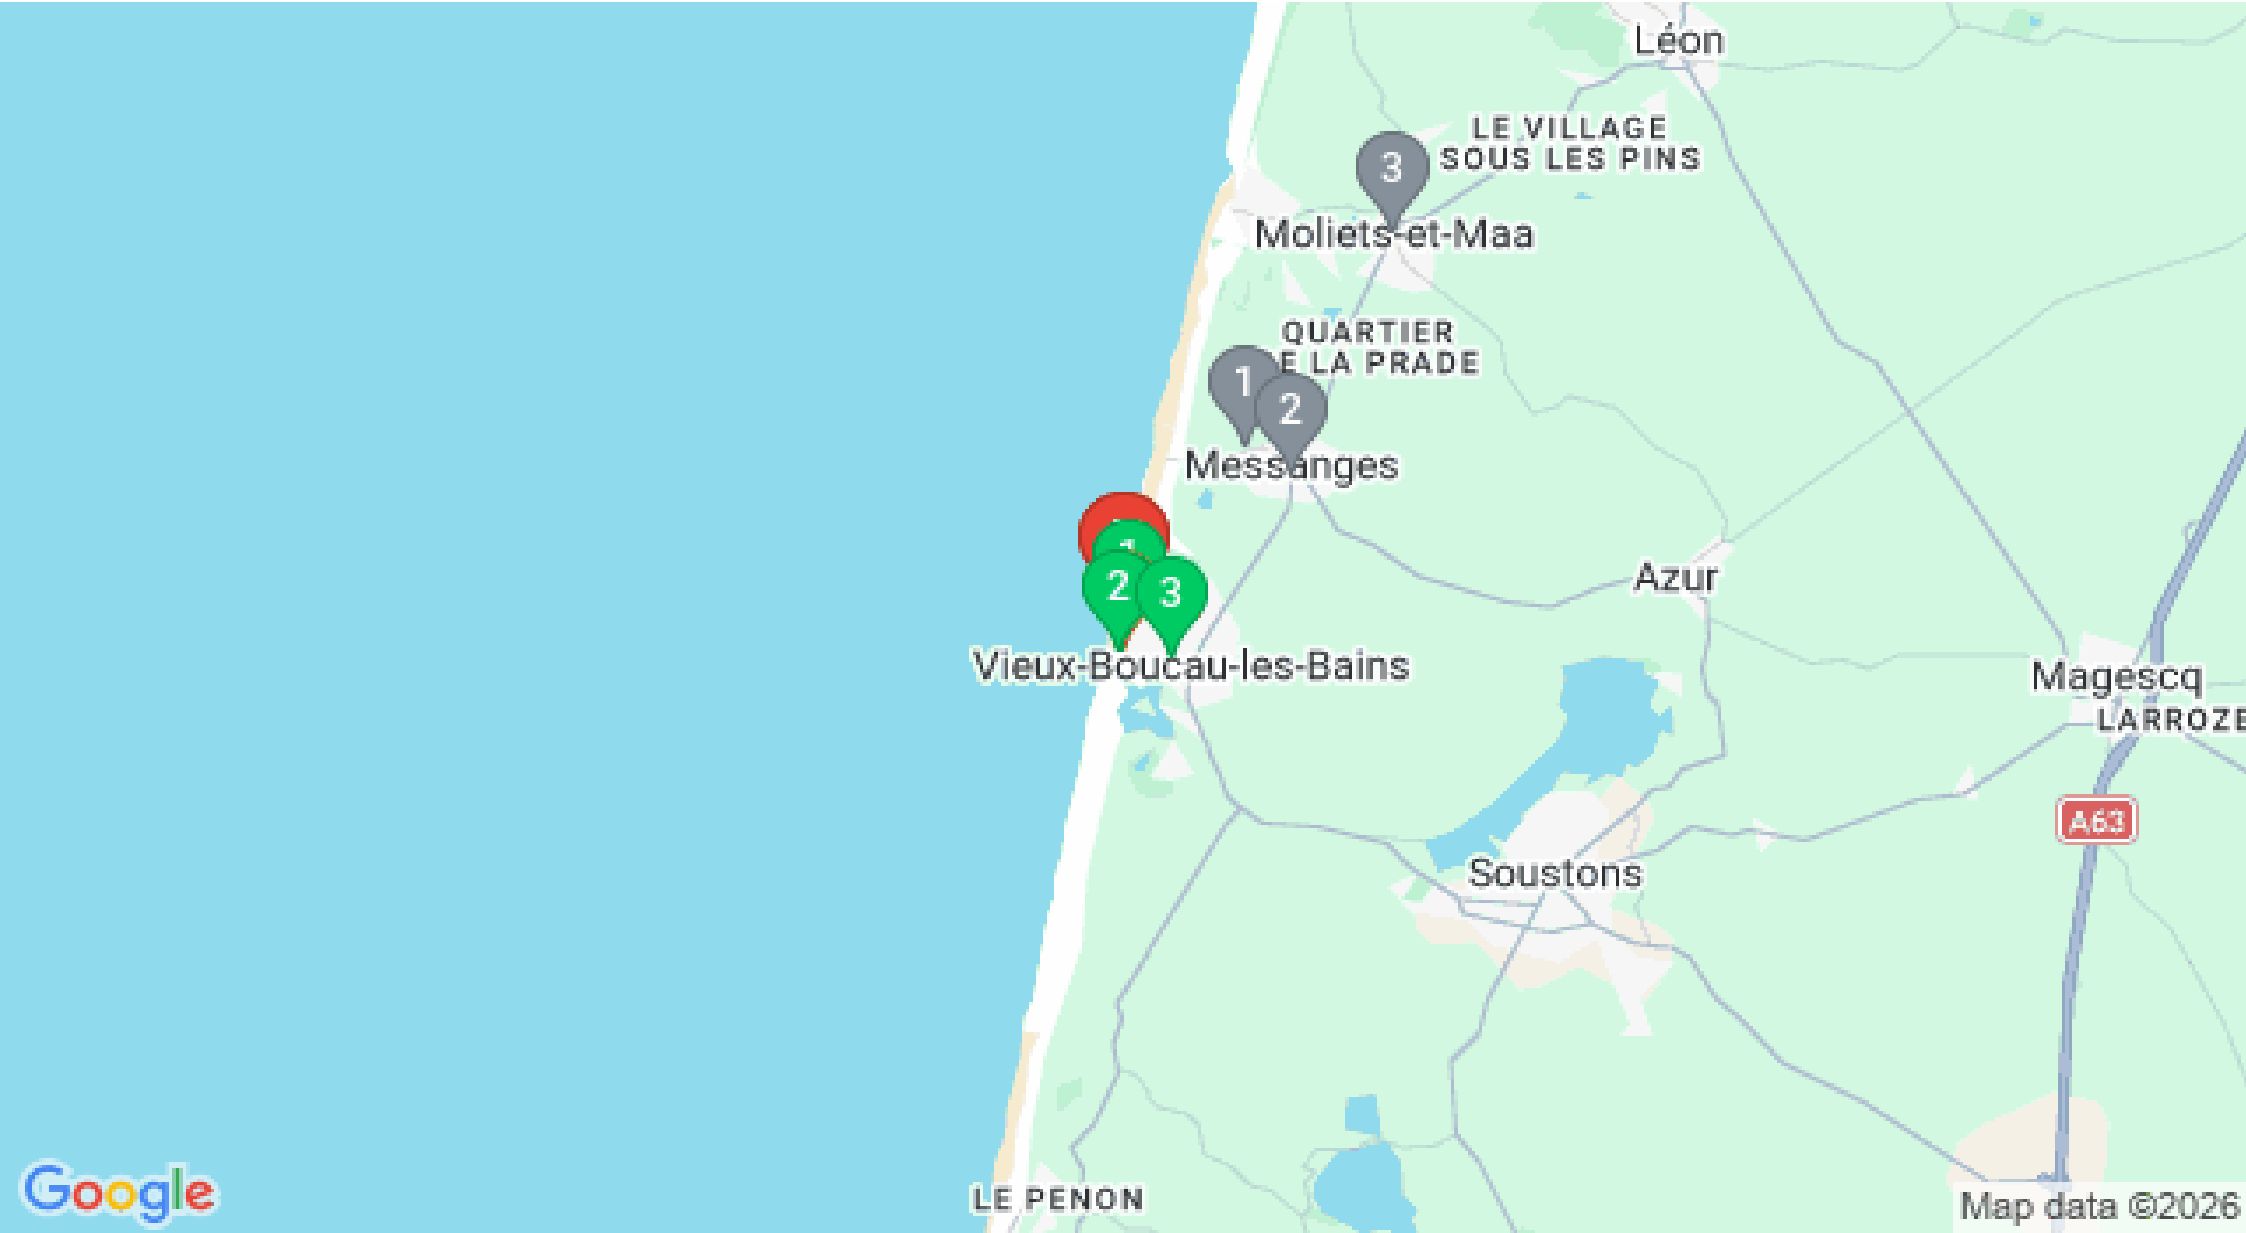 Léon
LE VILLAGE
SOUS LES PINS
3
Moliets-et-Maa
QUARTIER
E LA PRADE
1
2
Messanges
1
2
3
Azur
Vieux-Boucau-les-Bains
Magescq
LARROZE
A63
Soustons
LE PENON
Google
Map data ©2026